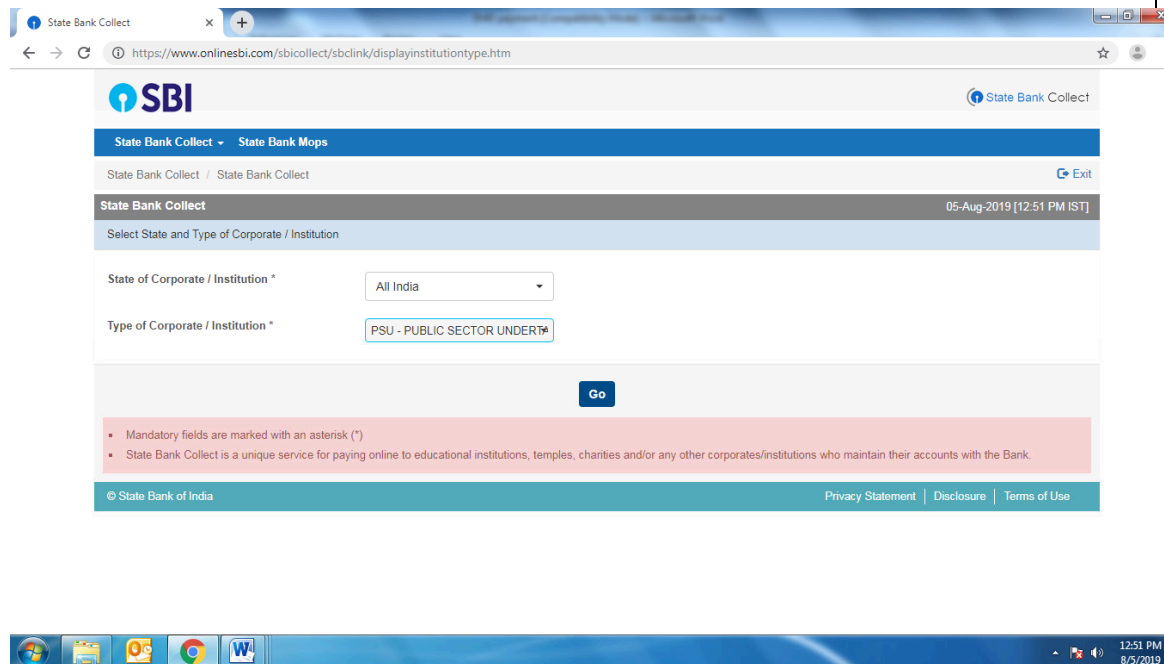 State Bank Collect
https://www.onlinesbi.com/sbicollect/sbclink/displayinstitutiontype.htm
SBI
State Bank Collect
State Bank Collect State Bank Mops
State Bank Collect / State Bank Collect
Exit
State Bank Collect
05-Aug-2019 [12:51 PM IST]
Select State and Type of Corporate / Institution
State of Corporate / Institution *
All India
Type of Corporate / Institution *
PSU - PUBLIC SECTOR
Go
Mandatory fields are marked with an asterisk (*)
State Bank Collect is a unique service for paying online to educational institutions, temples, charities and/or any other corporates/institutions who maintain their accounts with the Bank.
© State Bank of India
Privacy Statement | Disclosure | Terms of Use
12:51 PM
8/5/2019